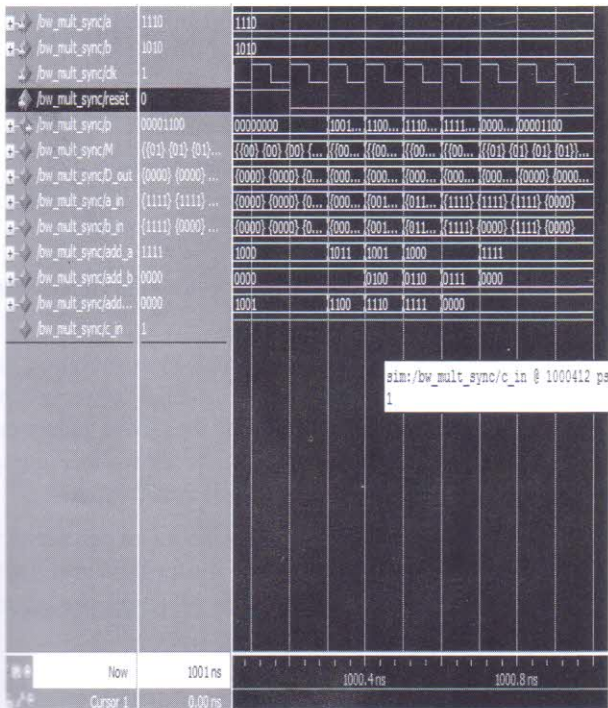 /bw_mult_sync/a 1110 1110
/bw_mult_sync/b 1010 1010
/bw_mult_sync/clk 1
/bw_mult_sync/reset 0
/bw_mult_sync/p 00001100 00000000 1001... 1100... 1110... 1111... 0000... 00001100
/bw_mult_sync/M {{01} {01} {01}... {{00} {00} {00} {... {{00... {{00... {{00... {{00... {{01} {01} {01} {01}}...
/bw_mult_sync/D_out {0000} {0000} ... {0000} {0000} {0... {000... {000... {000... {000... {000... {0000} {0000...
/bw_mult_sync/a_in {1111} {1111} ... {0000} {0000} {0... {000... {001... {011... {1111} {1111} {1111} {0000}
/bw_mult_sync/b_in {1111} {0000} ... {0000} {0000} {0... {000... {001... {011... {1111} {0000} {1111} {0000}
/bw_mult_sync/add_a 1111 1000 1011 1001 1000 1111
/bw_mult_sync/add_b 0000 0000 0100 0110 0111 0000
/bw_mult_sync/add... 0000 1001 1100 1110 1111 0000
/bw_mult_sync/c_in 1
sim:/bw_mult_sync/c_in @ 1000412 ps
1
Now 1001 ns 1000.4 ns 1000.8 ns
Cursor 1 0.00 ns